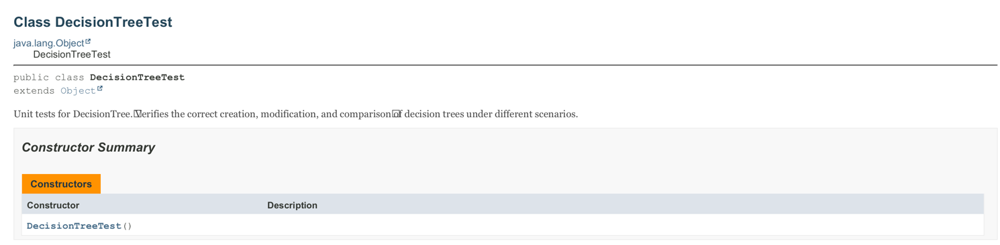 Class DecisionTreeTest
java.lang.Object
DecisionTreeTest
public class DecisionTreeTest
extends Object
Unit tests for DecisionTree. Verifies the correct creation, modification, and comparison of decision trees under different scenarios.
Constructor Summary
Constructors
Constructor Description
DecisionTreeTest()